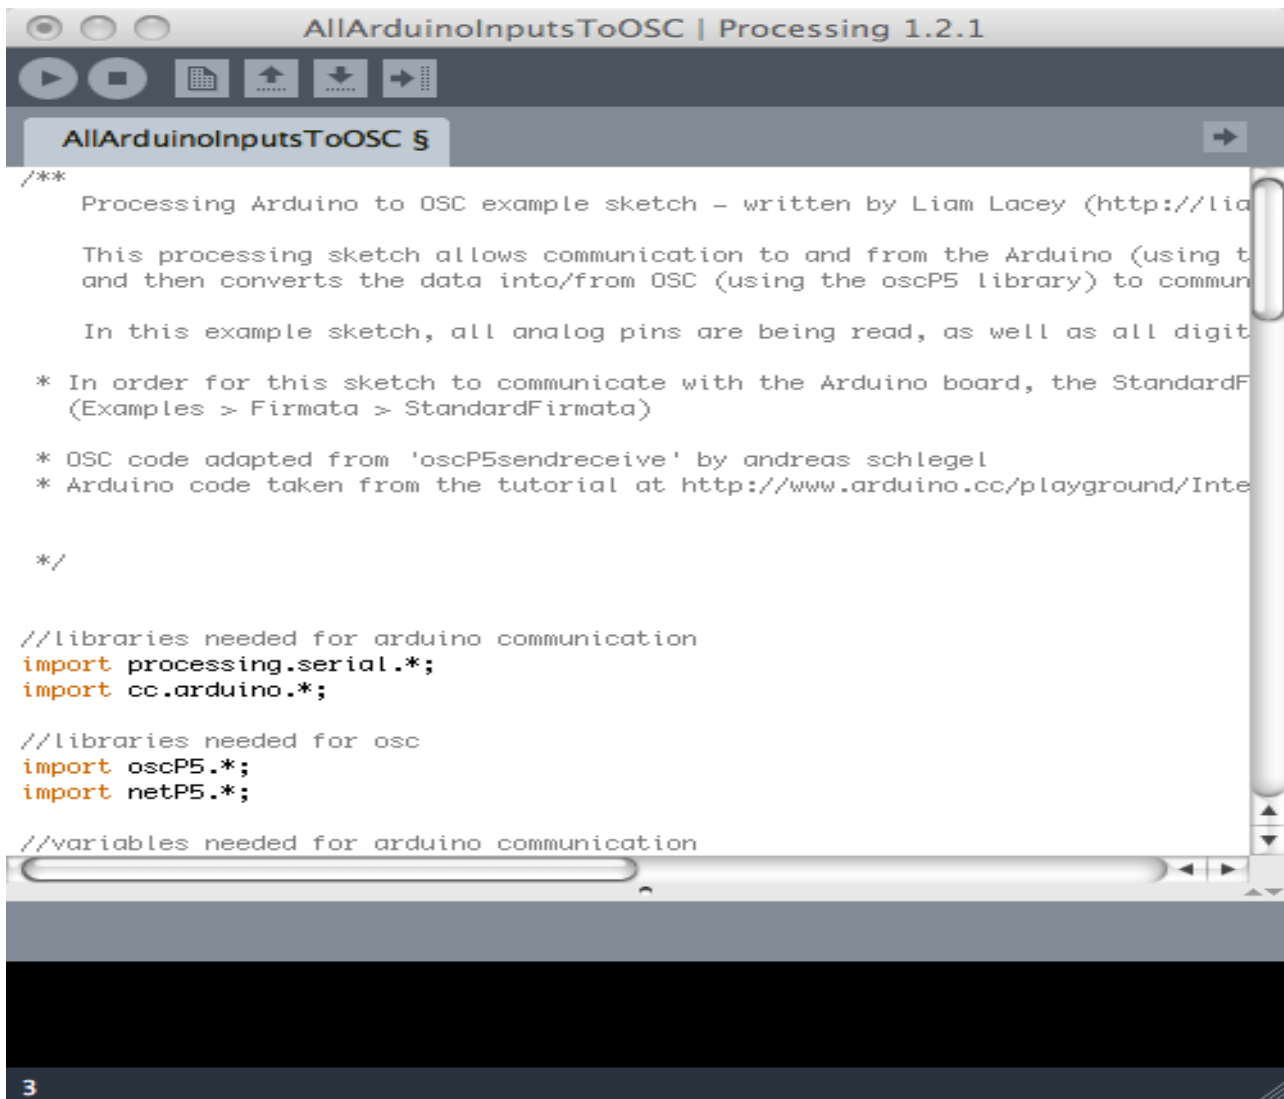 AllArduinoInputsToOSC | Processing 1.2.1
AllArduinoInputsToOSC §
/**
Processing Arduino to OSC example sketch - written by Liam Lacey (http://lia
This processing sketch allows communication to and from the Arduino (using t
and then converts the data into/from OSC (using the oscP5 library) to commun
In this example sketch, all analog pins are being read, as well as all digit
* In order for this sketch to communicate with the Arduino board, the StandardF
(Examples > Firmata > StandardFirmata)
* OSC code adapted from 'oscP5sendreceive' by andreas schlegel
* Arduino code taken from the tutorial at http://www.arduino.cc/playground/Inte
*/
//libraries needed for arduino communication
import processing.serial.*;
import cc.arduino.*;
//libraries needed for osc
import oscP5.*;
import netP5.*;
//variables needed for arduino communication
3